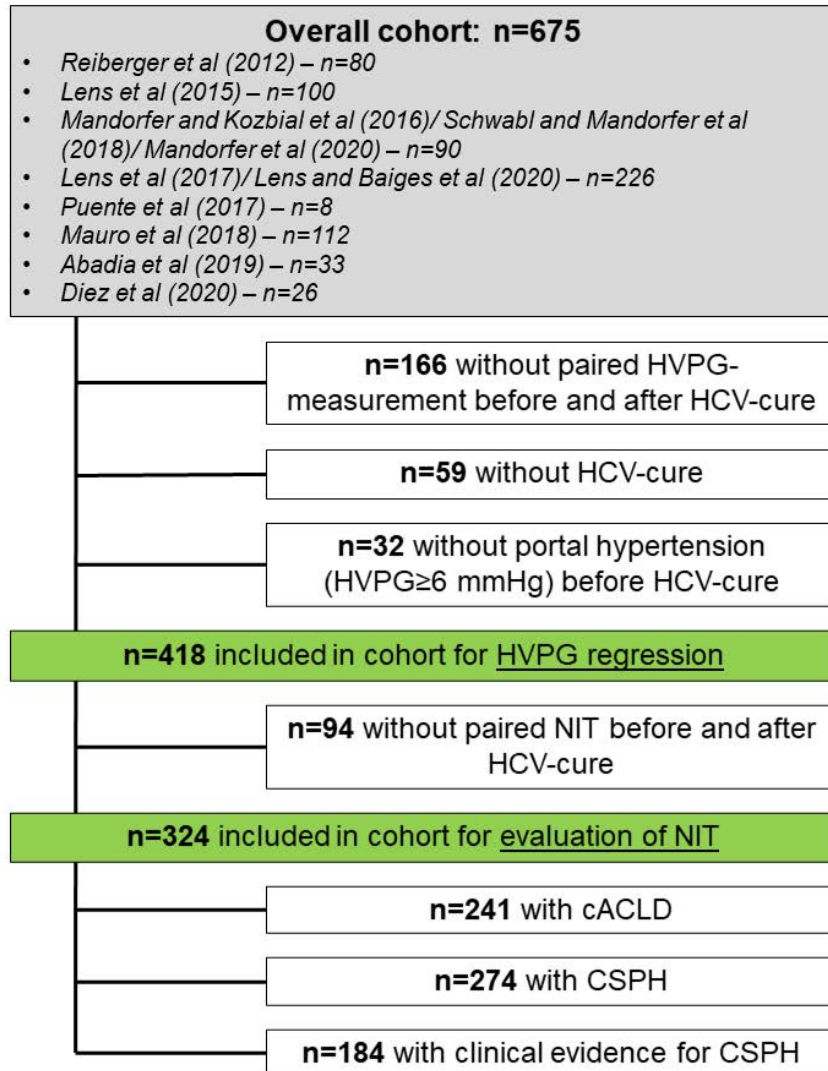 Overall cohort: n=675
• Reiberger et al (2012) – n=80
• Lens et al (2015) – n=100
• Mandorfer and Kozbial et al (2016)/ Schwabl and Mandorfer et al
(2018)/ Mandorfer et al (2020) – n=90
• Lens et al (2017)/ Lens and Baiges et al (2020) – n=226
• Puente et al (2017) – n=8
• Mauro et al (2018) – n=112
• Abadia et al (2019) – n=33
• Diez et al (2020) – n=26
n=166 without paired HVPG-
measurement before and after HCV-cure
n=59 without HCV-cure
n=32 without portal hypertension
(HVPG≥6 mmHg) before HCV-cure
n=418 included in cohort for HVPG regression
n=94 without paired NIT before and after
HCV-cure
n=324 included in cohort for evaluation of NIT
n=241 with cACLD
n=274 with CSPH
n=184 with clinical evidence for CSPH